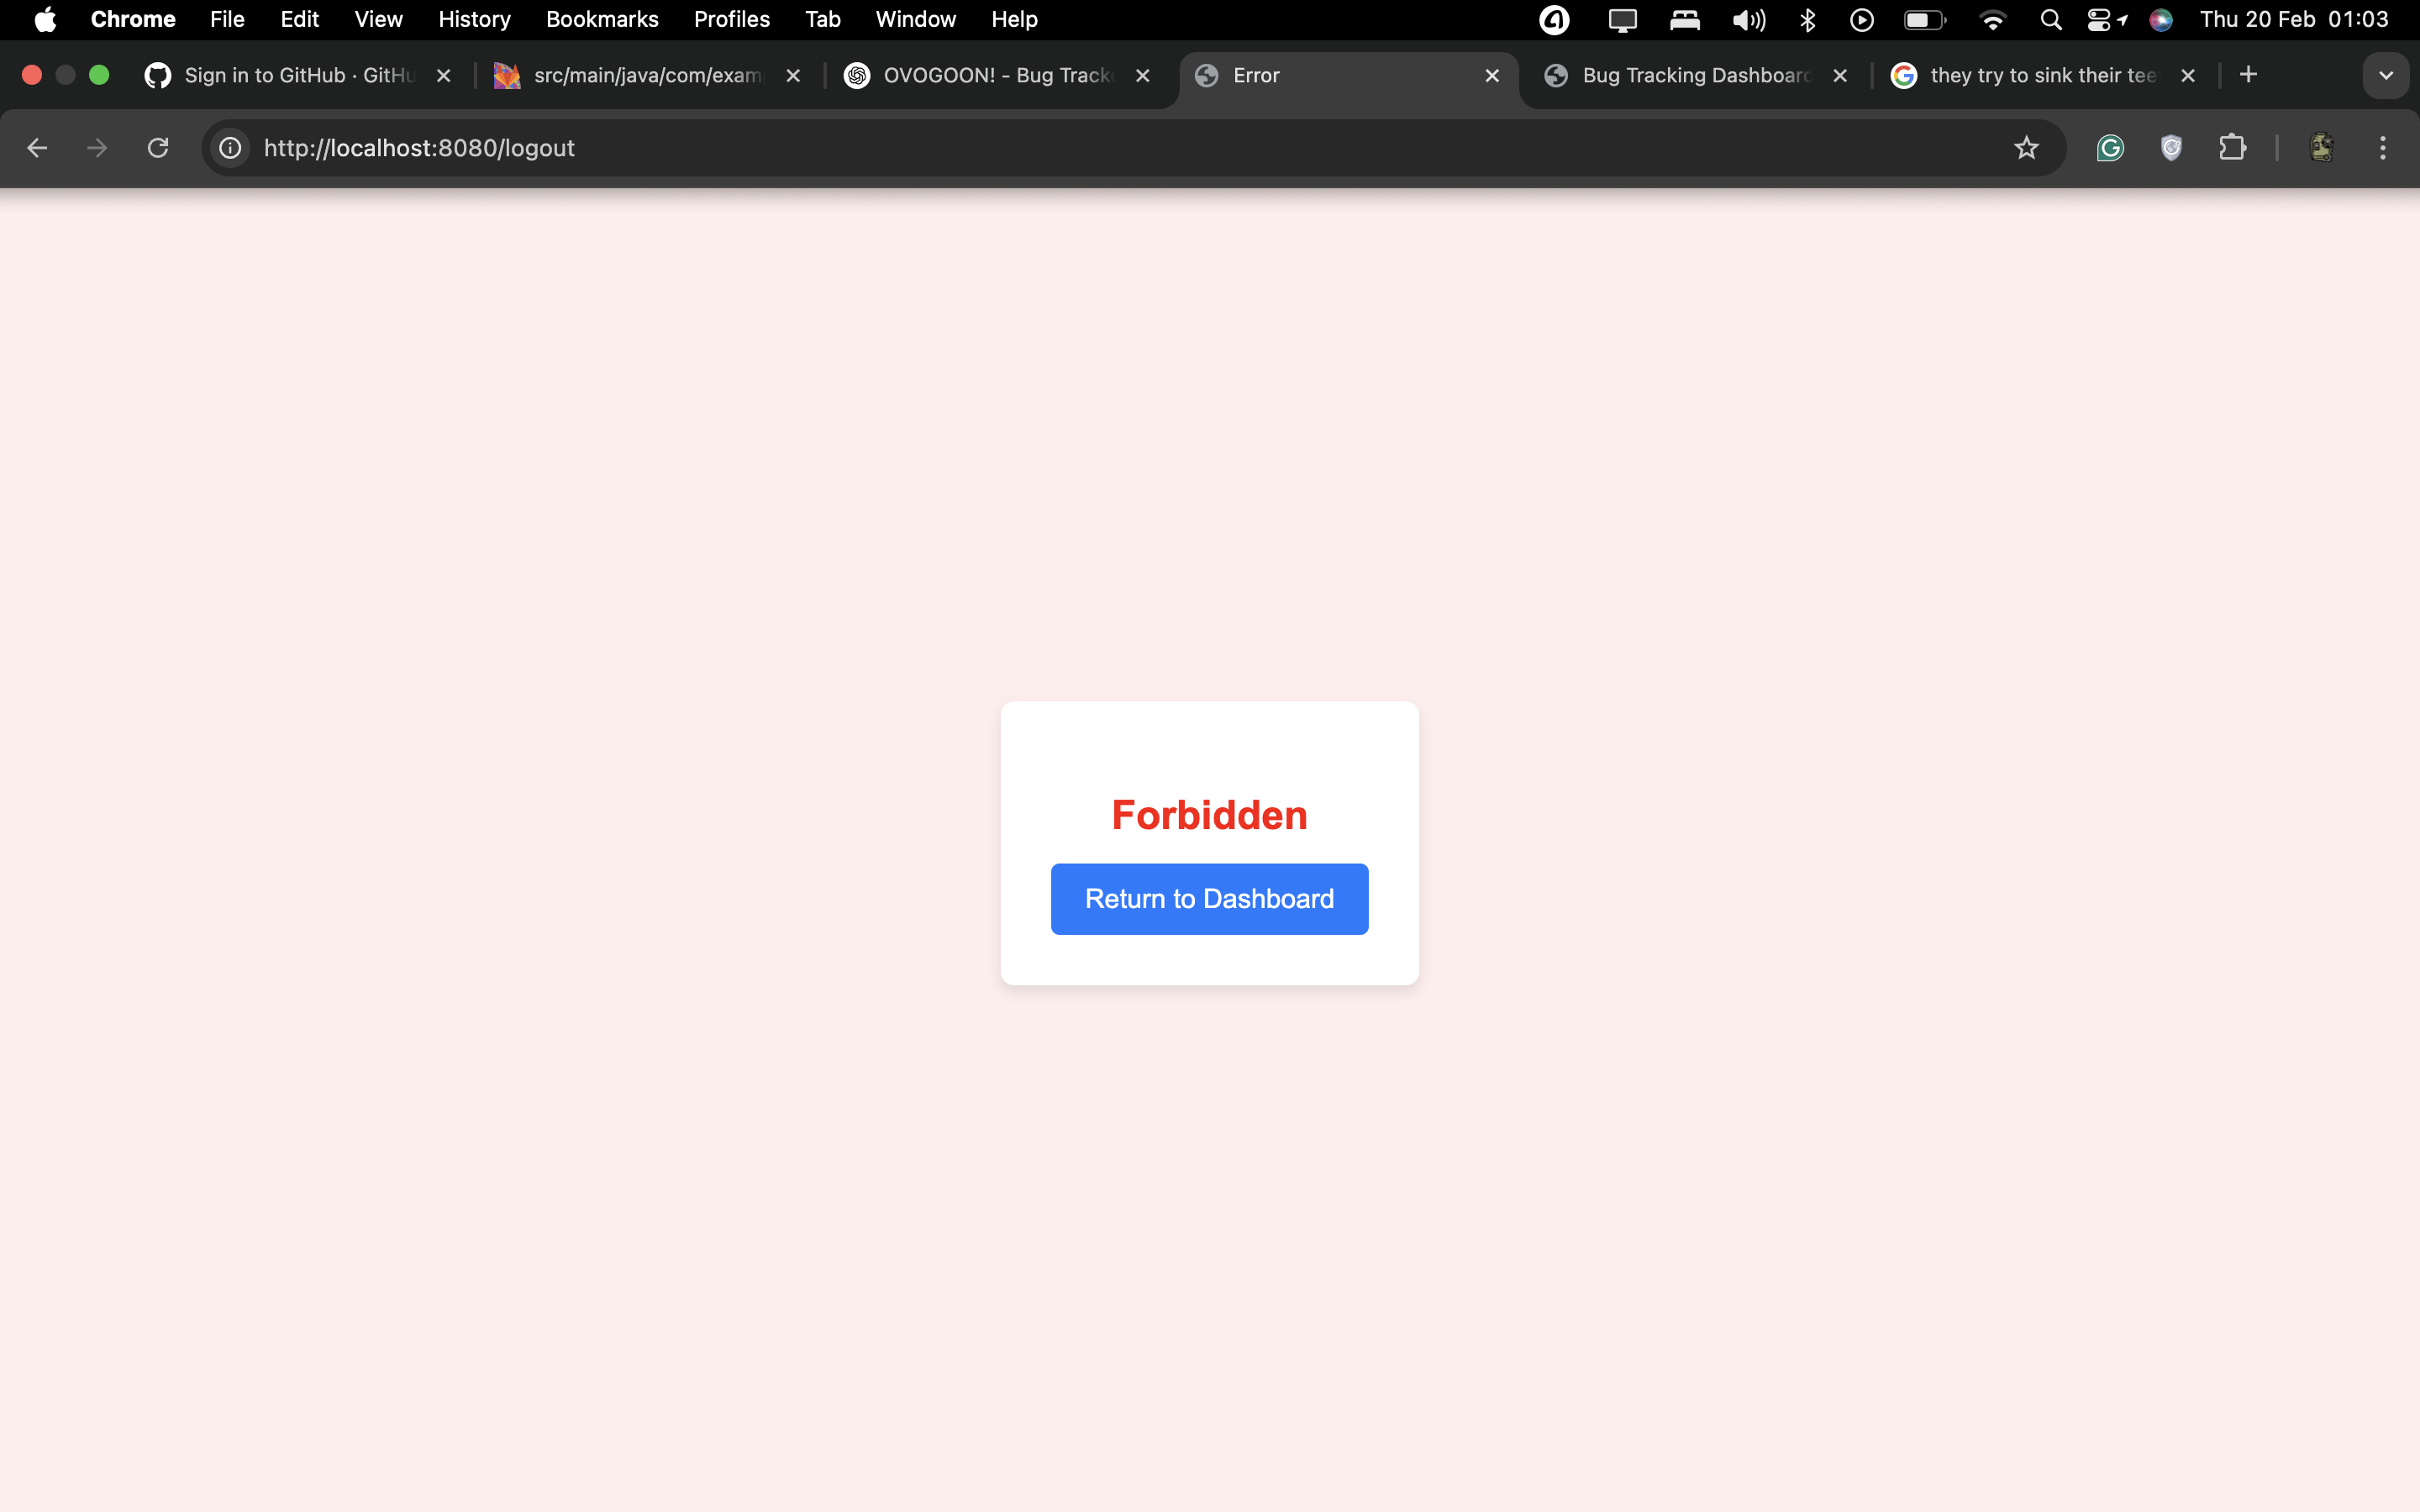 Chrome File Edit View History Bookmarks Profiles Tab Window Help Thu 20 Feb 01:03
Sign in to GitHub · GitHu src/main/java/com/exam OVOGOON! - Bug Track Error Bug Tracking Dashboard they try to sink their tee
http://localhost:8080/logout
Forbidden
Return to Dashboard